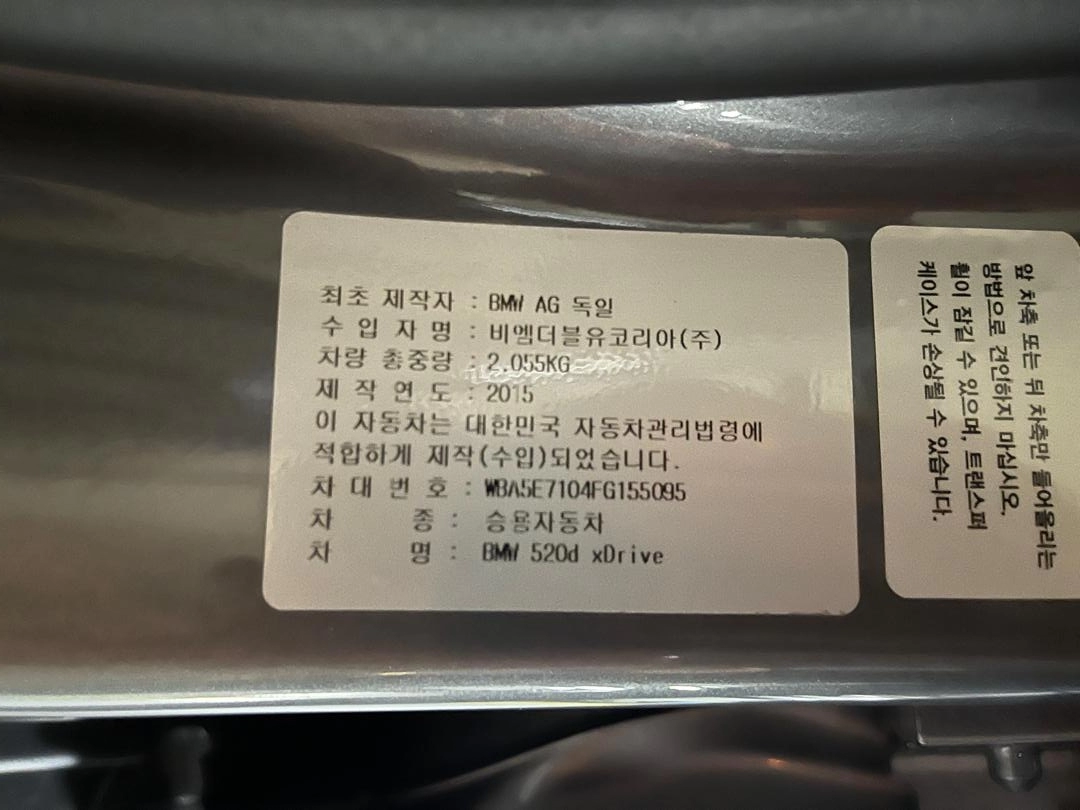 최초 제작자 : BMW AG 독일
수 입 자 명 : 비엠더블유코리아(주)
차량 총중량 : 2.055KG
제 작 연 도 : 2015
이 자동차는 대한민국 자동차관리법령에
적합하게 제작(수입)되었습니다.
차 대 번 호 : WBA5E7104FG155095
차 종 : 승용자동차
차 명 : BMW 520d xDrive
앞 차축 또는 뒤 차축만 들어올리는
방법으로 견인하지 마십시오.
휠이 잠길 수 있으며, 트랜스퍼
케이스가 손상될 수 있습니다.